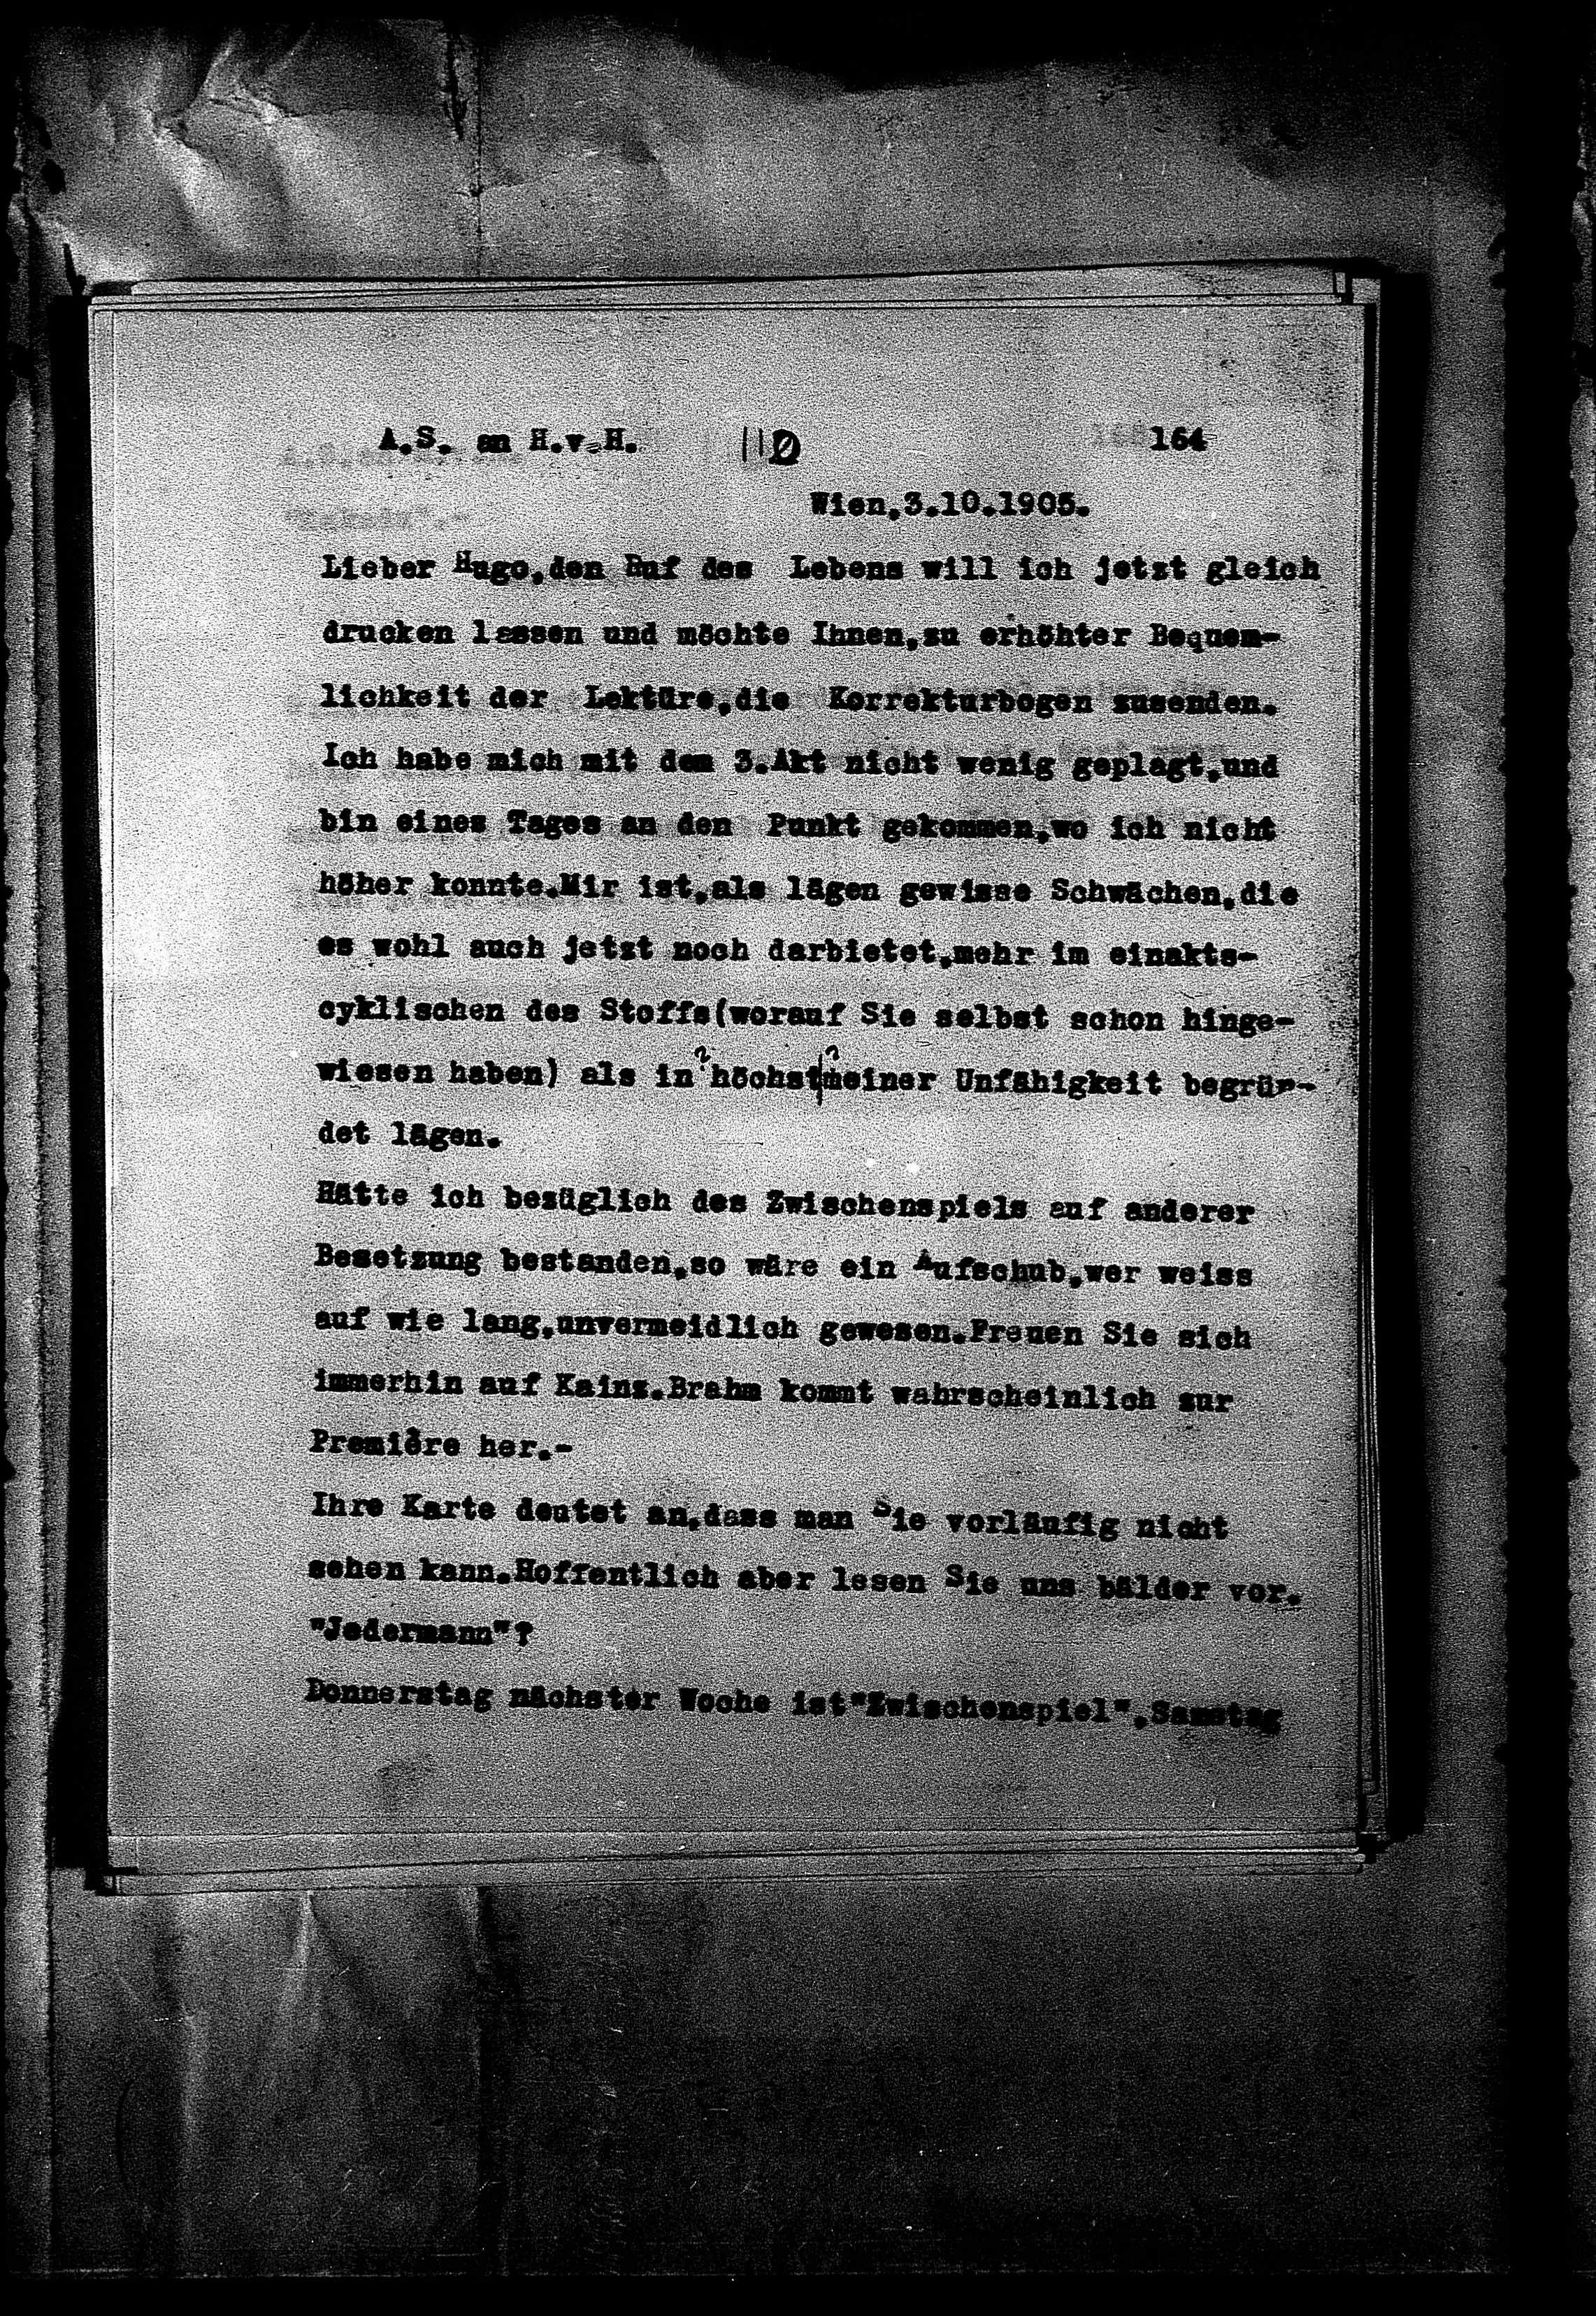 A.S. an H.v.H. 110 164
Wien,3.10.1905.
Lieber Hugo,den Ruf des Lebens will ich jetzt gleich
drucken lassen und möchte Ihnen,zu erhöhter Bequem-
lichkeit der Lektüre,die Korrekturbogen zusenden.
Ich habe mich mit dem 3.Akt nicht wenig geplagt,und
bin eines Tages an den Punkt gekommen,wo ich nicht
höher konnte.Mir ist,als lägen gewisse Schwächen,die
es wohl auch jetzt noch darbietet,mehr im einakts-
cyklischen des Stoffs(worauf Sie selbst schon hinge-
wiesen haben) als in ?höchst|?meiner Unfähigkeit begrün-
det lägen.
Hätte ich bezüglich des Zwischenspiels auf anderer
Besetzung bestanden,so wäre ein Aufschub,wer weiss
auf wie lang,unvermeidlich gewesen.Freuen Sie sich
immerhin auf Kainz.Brahm kommt wahrscheinlich zur
Première her.-
Ihre Karte deutet an,dass man Sie vorläufig nicht
sehen kann.Hoffentlich aber lesen Sie uns bälder vor.
"Jedermann"?
Donnerstag nächster Woche ist"Zwischenspiel",Samstag